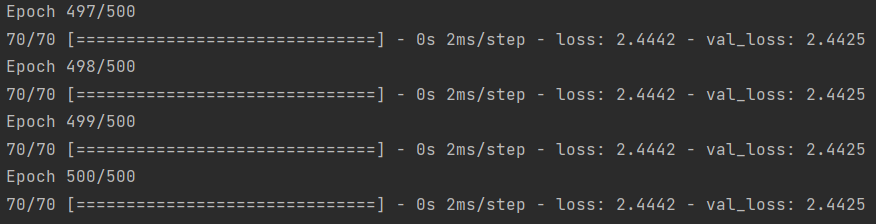 Epoch 497/500
70/70 [==============================] - 0s 2ms/step - loss: 2.4442 - val_loss: 2.4425
Epoch 498/500
70/70 [==============================] - 0s 2ms/step - loss: 2.4442 - val_loss: 2.4425
Epoch 499/500
70/70 [==============================] - 0s 2ms/step - loss: 2.4442 - val_loss: 2.4425
Epoch 500/500
70/70 [==============================] - 0s 2ms/step - loss: 2.4442 - val_loss: 2.4425